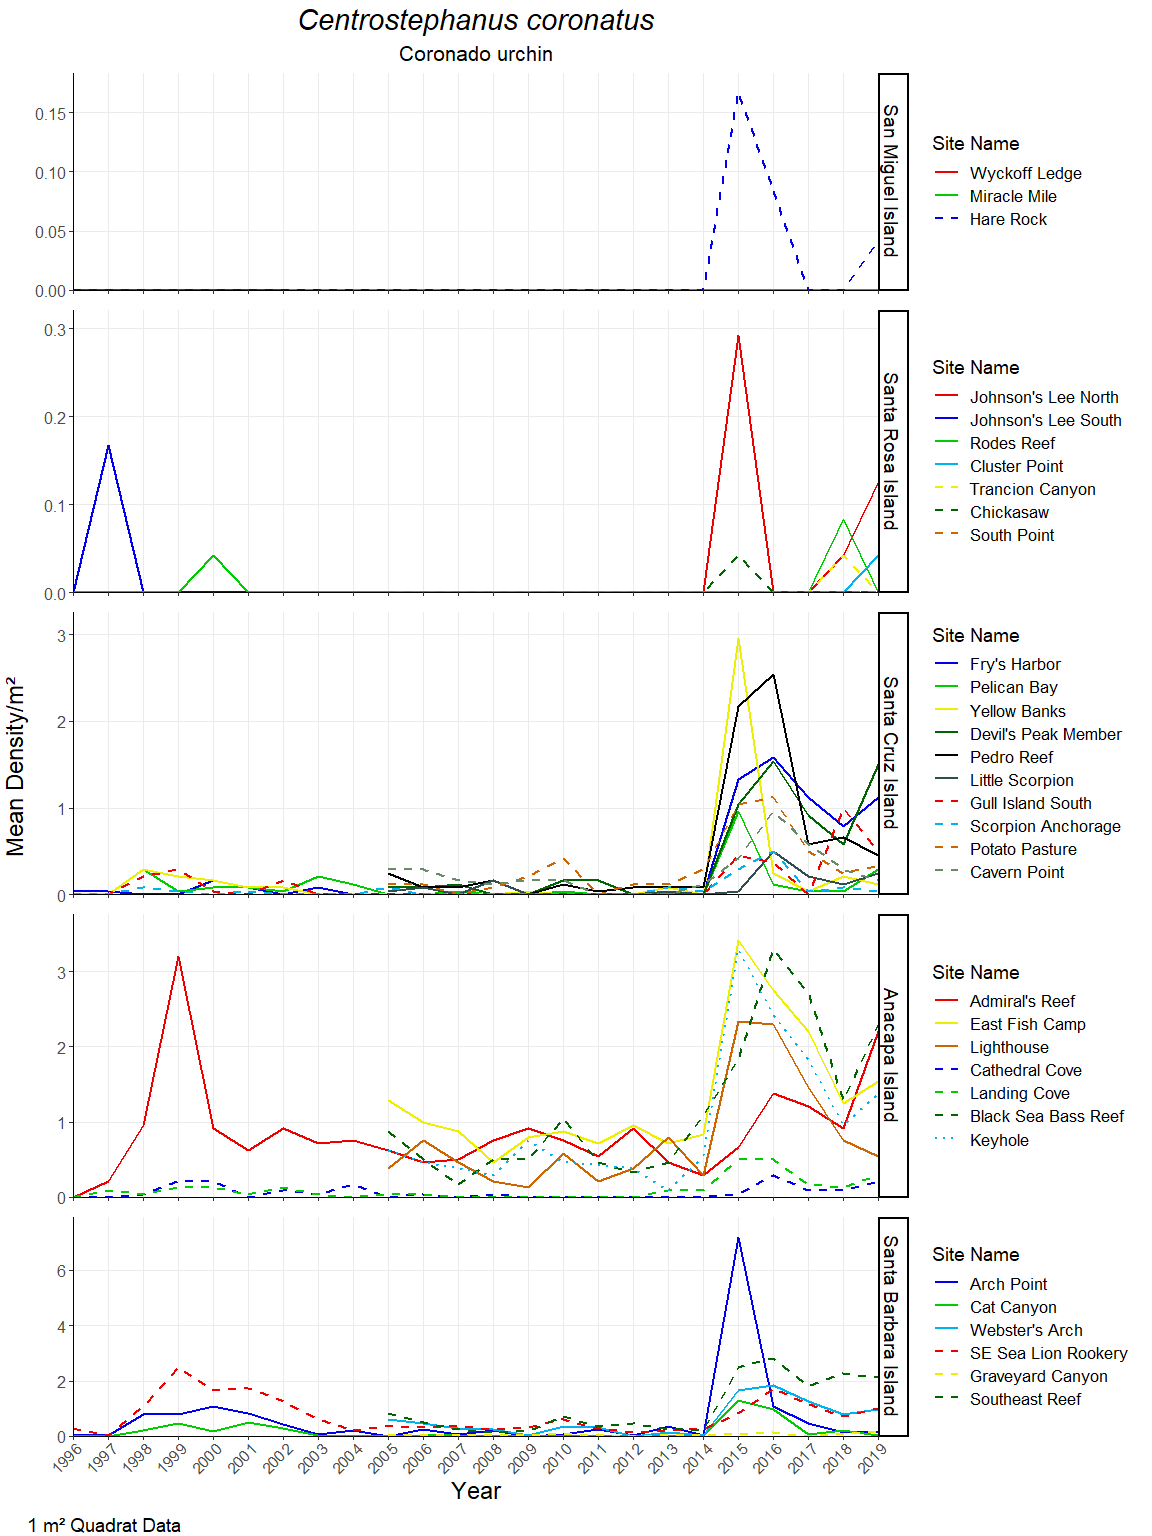 Centrostephanus coronatus
Coronado urchin
Mean Density/m²
0.15
0.10
0.05
0.00
San Miguel Island
Site Name
Wyckoff Ledge
Miracle Mile
Hare Rock
0.3
0.2
0.1
0.0
Santa Rosa Island
Site Name
Johnson's Lee North
Johnson's Lee South
Rodes Reef
Cluster Point
Trancion Canyon
Chickasaw
South Point
3
2
1
0
Santa Cruz Island
Site Name
Fry's Harbor
Pelican Bay
Yellow Banks
Devil's Peak Member
Pedro Reef
Little Scorpion
Gull Island South
Scorpion Anchorage
Potato Pasture
Cavern Point
3
2
1
0
Anacapa Island
Site Name
Admiral's Reef
East Fish Camp
Lighthouse
Cathedral Cove
Landing Cove
Black Sea Bass Reef
Keyhole
6
4
2
0
Santa Barbara Island
Site Name
Arch Point
Cat Canyon
Webster's Arch
SE Sea Lion Rookery
Graveyard Canyon
Southeast Reef
1996 1997 1998 1999 2000 2001 2002 2003 2004 2005 2006 2007 2008 2009 2010 2011 2012 2013 2014 2015 2016 2017 2018 2019
Year
1 m² Quadrat Data